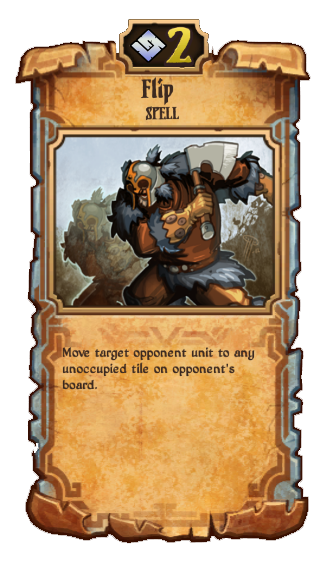 2
Flip
SPELL
Move target opponent unit to any
unoccupied tile on opponent's
board.